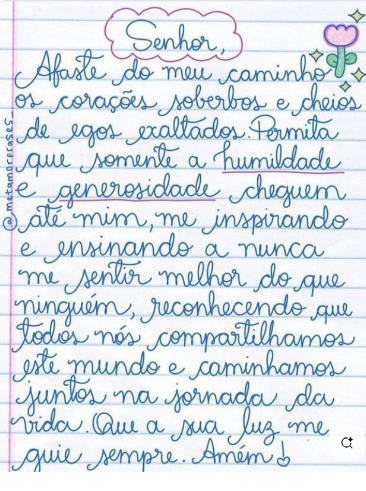 Senhor,
Afaste do meu caminho
os corações soberbos e cheios
de egos exaltados. Permita
que somente a humildade
e generosidade cheguem
até mim, me inspirando
e ensinando a nunca
me sentir melhor do que
ninguém, reconhecendo que
todos nós compartilhamos
este mundo e caminhamos
juntos na jornada da
vida. Que a sua luz me
guie sempre. Amém!
@metamorfases_